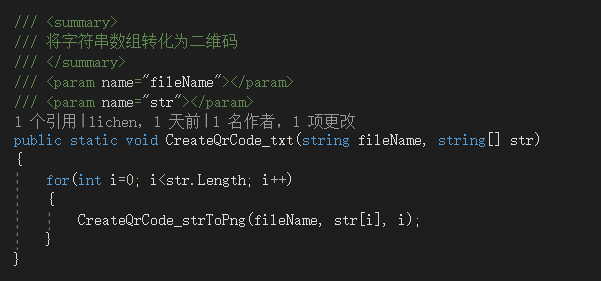 /// <summary>
/// 将字符串数组转化为二维码
/// </summary>
/// <param name="fileName"></param>
/// <param name="str"></param>
1 个引用|lichen，1 天前|1 名作者，1 项更改
public static void CreateQrCode_txt(string fileName, string[] str)
{
for(int i=0; i<str.Length; i++)
{
CreateQrCode_strToPng(fileName, str[i], i);
}
}